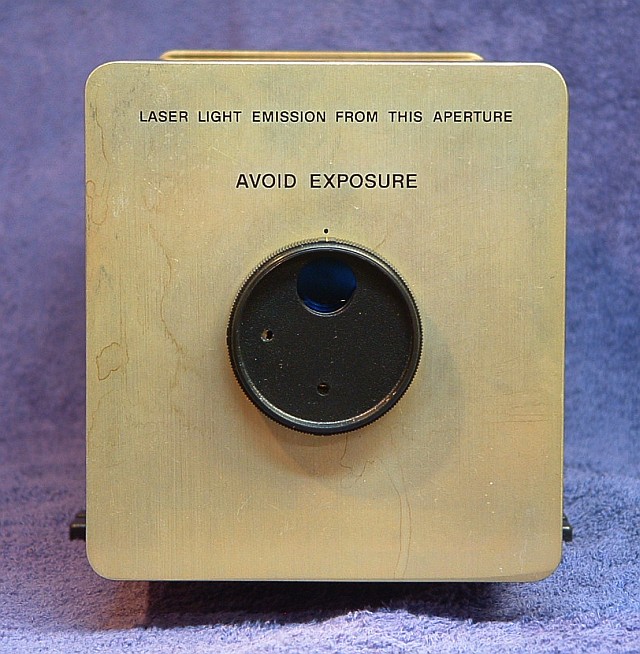 LASER LIGHT EMISSION FROM THIS APERTURE
AVOID EXPOSURE